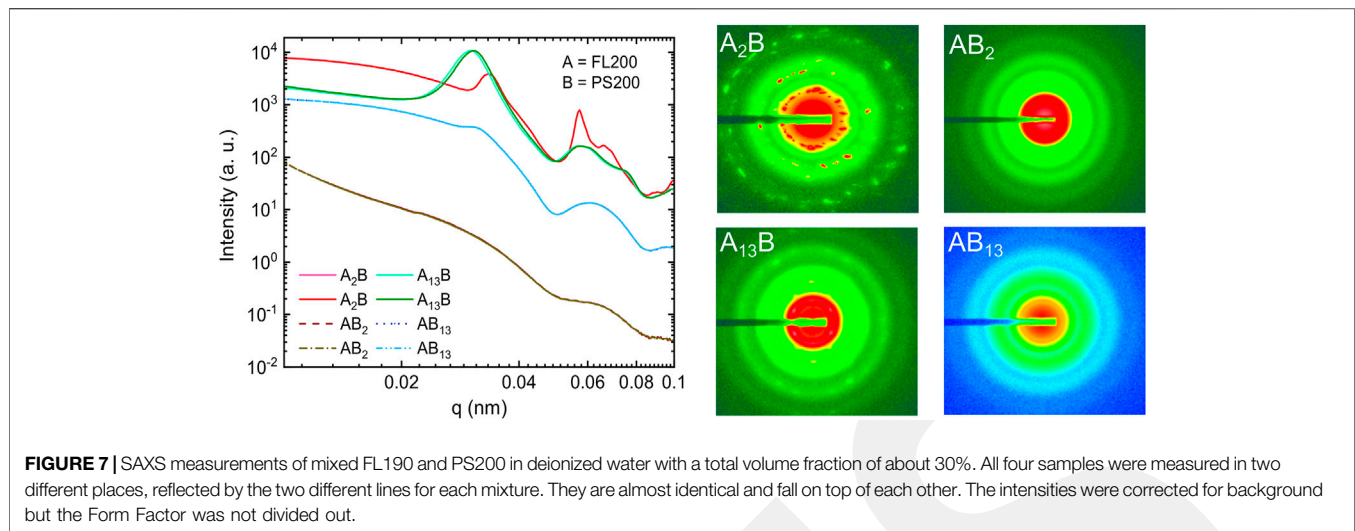 10⁴
10³
10²
10¹
10⁰
10⁻¹
10⁻²
Intensity (a. u.)
A = FL200
B = PS200
A₂B A₁₃B
A₂B A₁₃B
AB₂ AB₁₃
AB₂ AB₁₃
0.02 0.04 0.06 0.08 0.1
q (nm)
A₂B
AB₂
A₁₃B
AB₁₃
FIGURE 7 | SAXS measurements of mixed FL190 and PS200 in deionized water with a total volume fraction of about 30%. All four samples were measured in two
different places, reflected by the two different lines for each mixture. They are almost identical and fall on top of each other. The intensities were corrected for background
but the Form Factor was not divided out.